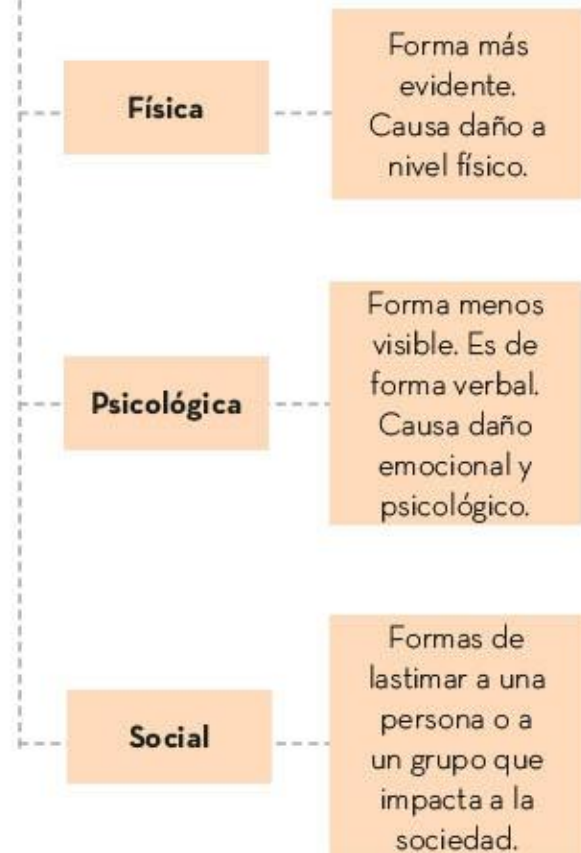 Física
Forma más
evidente.
Causa daño a
nivel físico.
Psicológica
Forma menos
visible. Es de
forma verbal.
Causa daño
emocional y
psicológico.
Social
Formas de
lastimar a una
persona o a
un grupo que
impacta a la
sociedad.